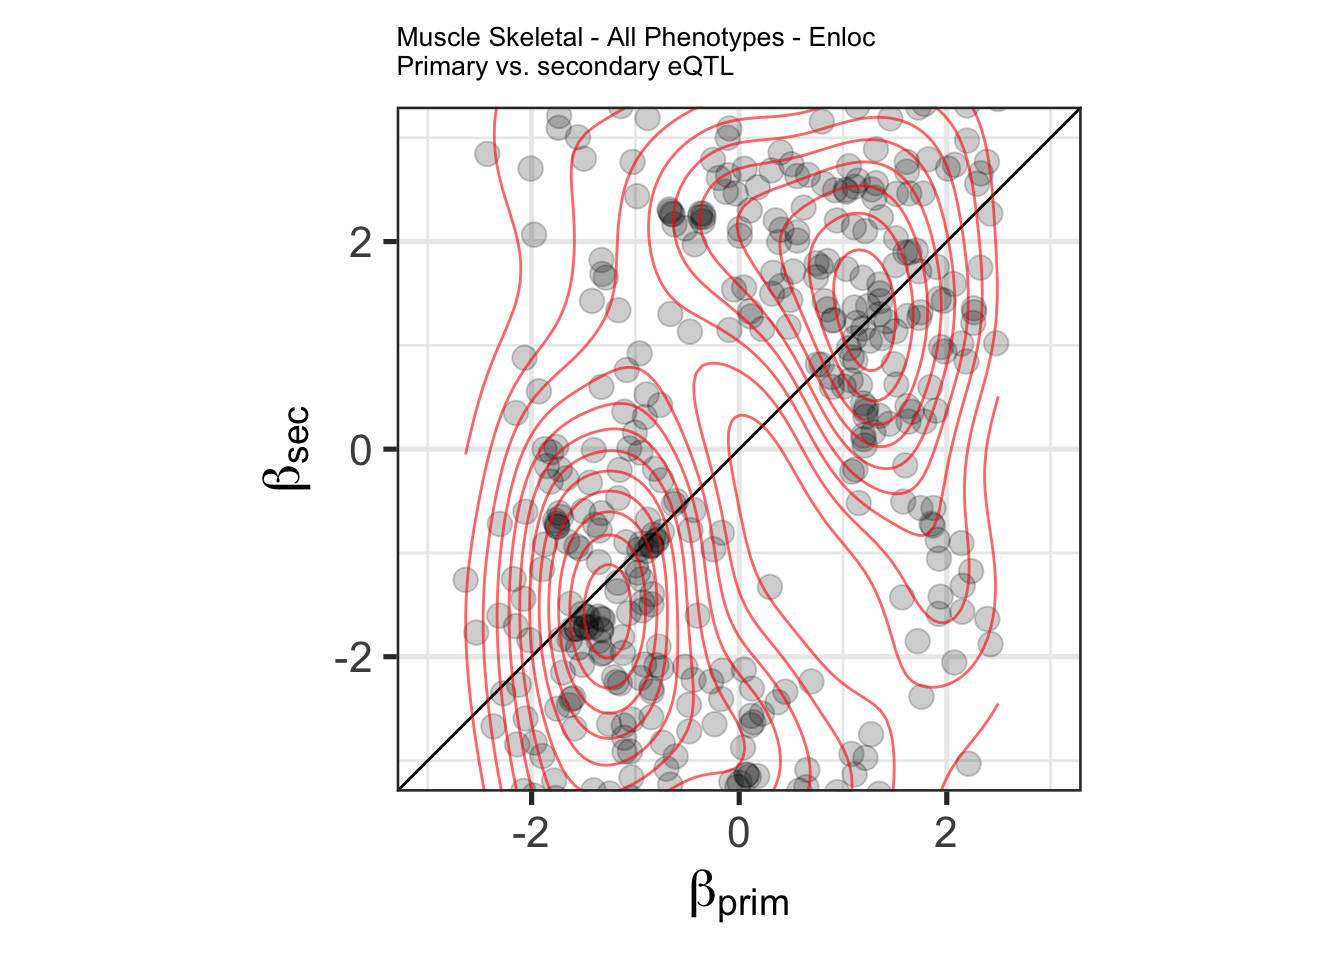 Muscle Skeletal - All Phenotypes - Enloc
Primary vs. secondary eQTL
2
0
-2
βsec
-2 0 2
βprim